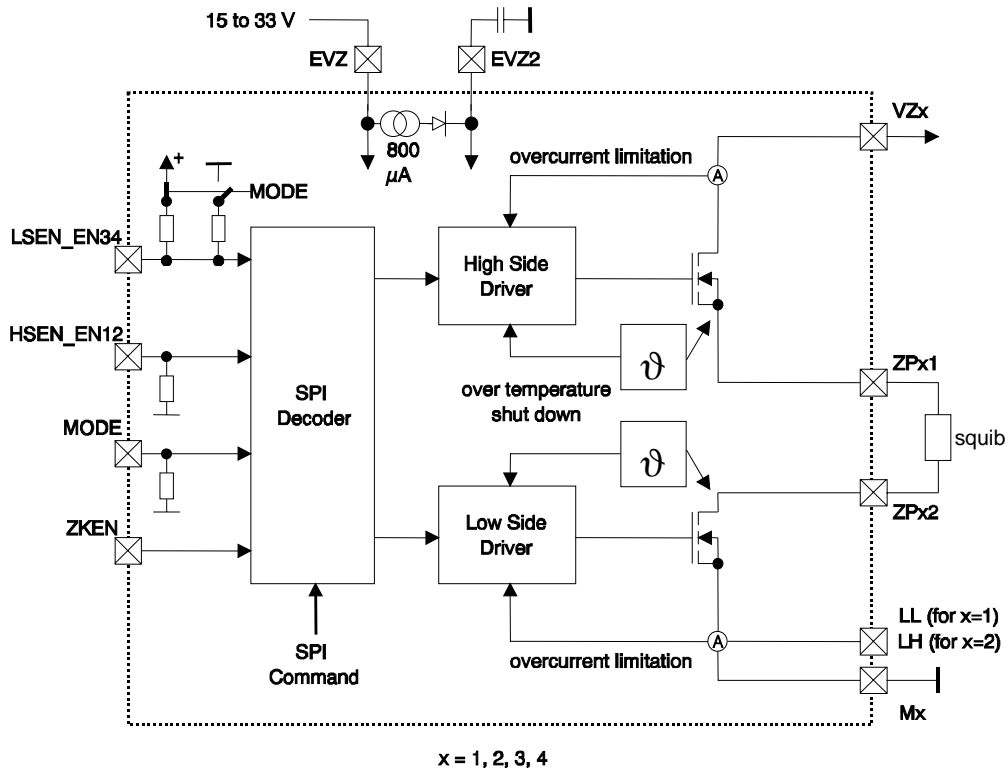 15 to 33 V
EVZ
EVZ2
VZx
800
µA
overcurrent limitation
A
+
MODE
LSEN_EN34
High Side
Driver
HSEN_EN12
ϑ
ZPx1
SPI
Decoder
over temperature
shut down
MODE
squib
ϑ
ZKEN
Low Side
Driver
ZPx2
LL (for x=1)
LH (for x=2)
A
SPI
Command
overcurrent limitation
Mx
x = 1, 2, 3, 4